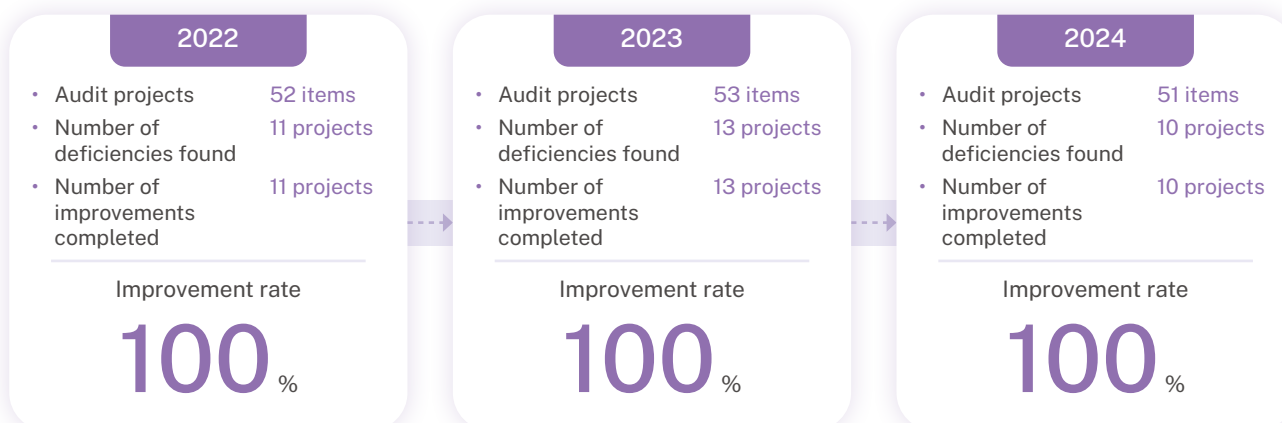 2022
• Audit projects 52 items
• Number of 11 projects
deficiencies found
• Number of 11 projects
improvements
completed
Improvement rate
100 %
2023
• Audit projects 53 items
• Number of 13 projects
deficiencies found
• Number of 13 projects
improvements
completed
Improvement rate
100 %
2024
• Audit projects 51 items
• Number of 10 projects
deficiencies found
• Number of 10 projects
improvements
completed
Improvement rate
100 %